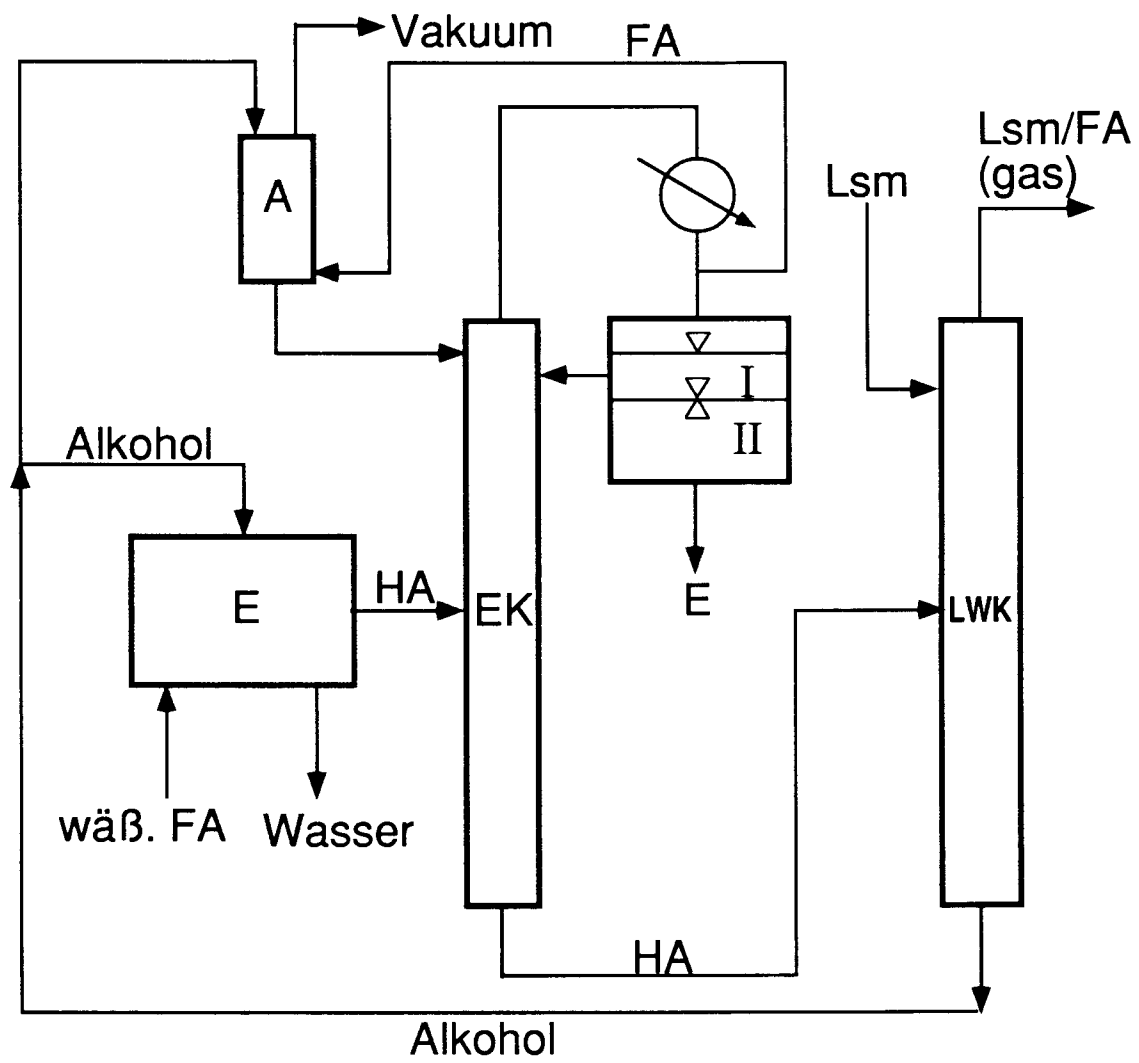 Vakuum
FA
Lsm/FA
(gas)
Lsm
A
I
II
Alkohol
E
HA
EK
E
LWK
wäß. FA
Wasser
HA
Alkohol